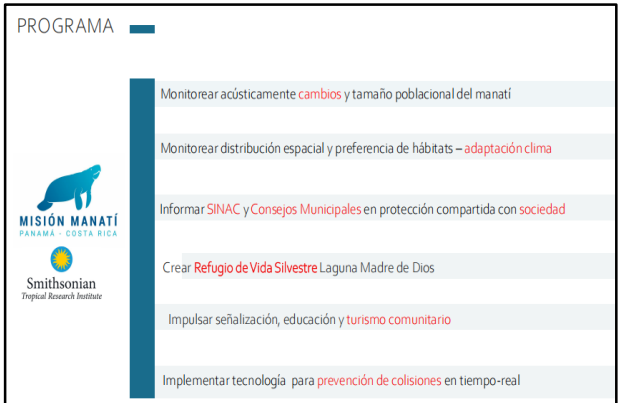 PROGRAMA
Monitorear acústicamente cambios y tamaño poblacional del manatí
Monitorear distribución espacial y preferencia de hábitats – adaptación clima
MISIÓN MANATÍ
PANAMÁ - COSTA RICA
Smithsonian
Tropical Research Institute
Informar SINAC y Consejos Municipales en protección compartida con sociedad
Crear Refugio de Vida Silvestre Laguna Madre de Dios
Impulsar señalización, educación y turismo comunitario
Implementar tecnología para prevención de colisiones en tiempo-real